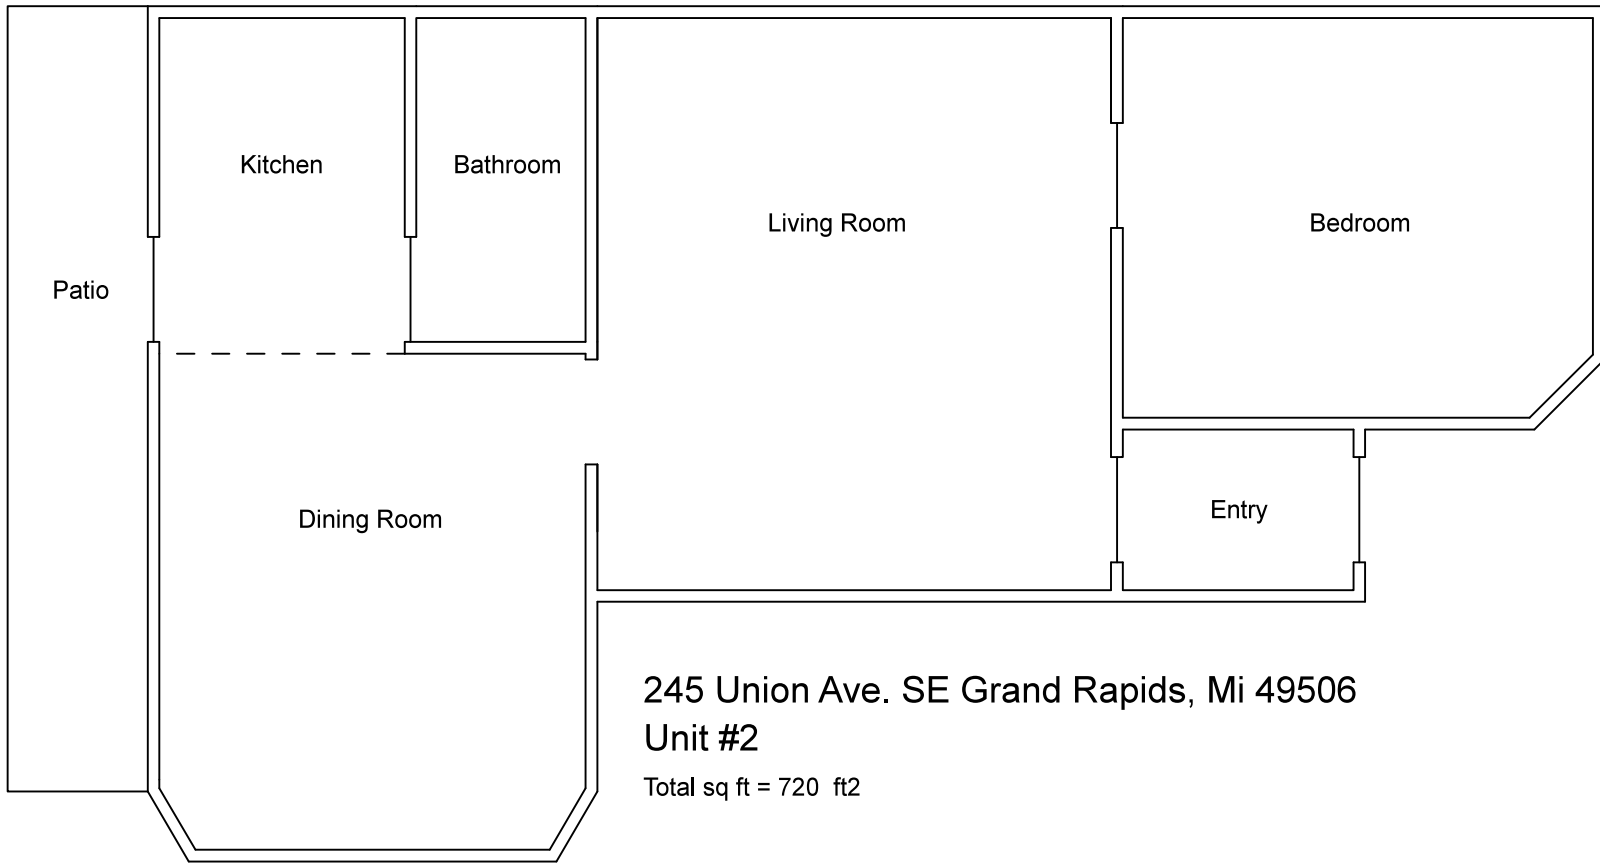 Kitchen
Bathroom
Living Room
Bedroom
Patio
Dining Room
Entry
245 Union Ave. SE Grand Rapids, Mi 49506
Unit #2
Total sq ft = 720  ft2